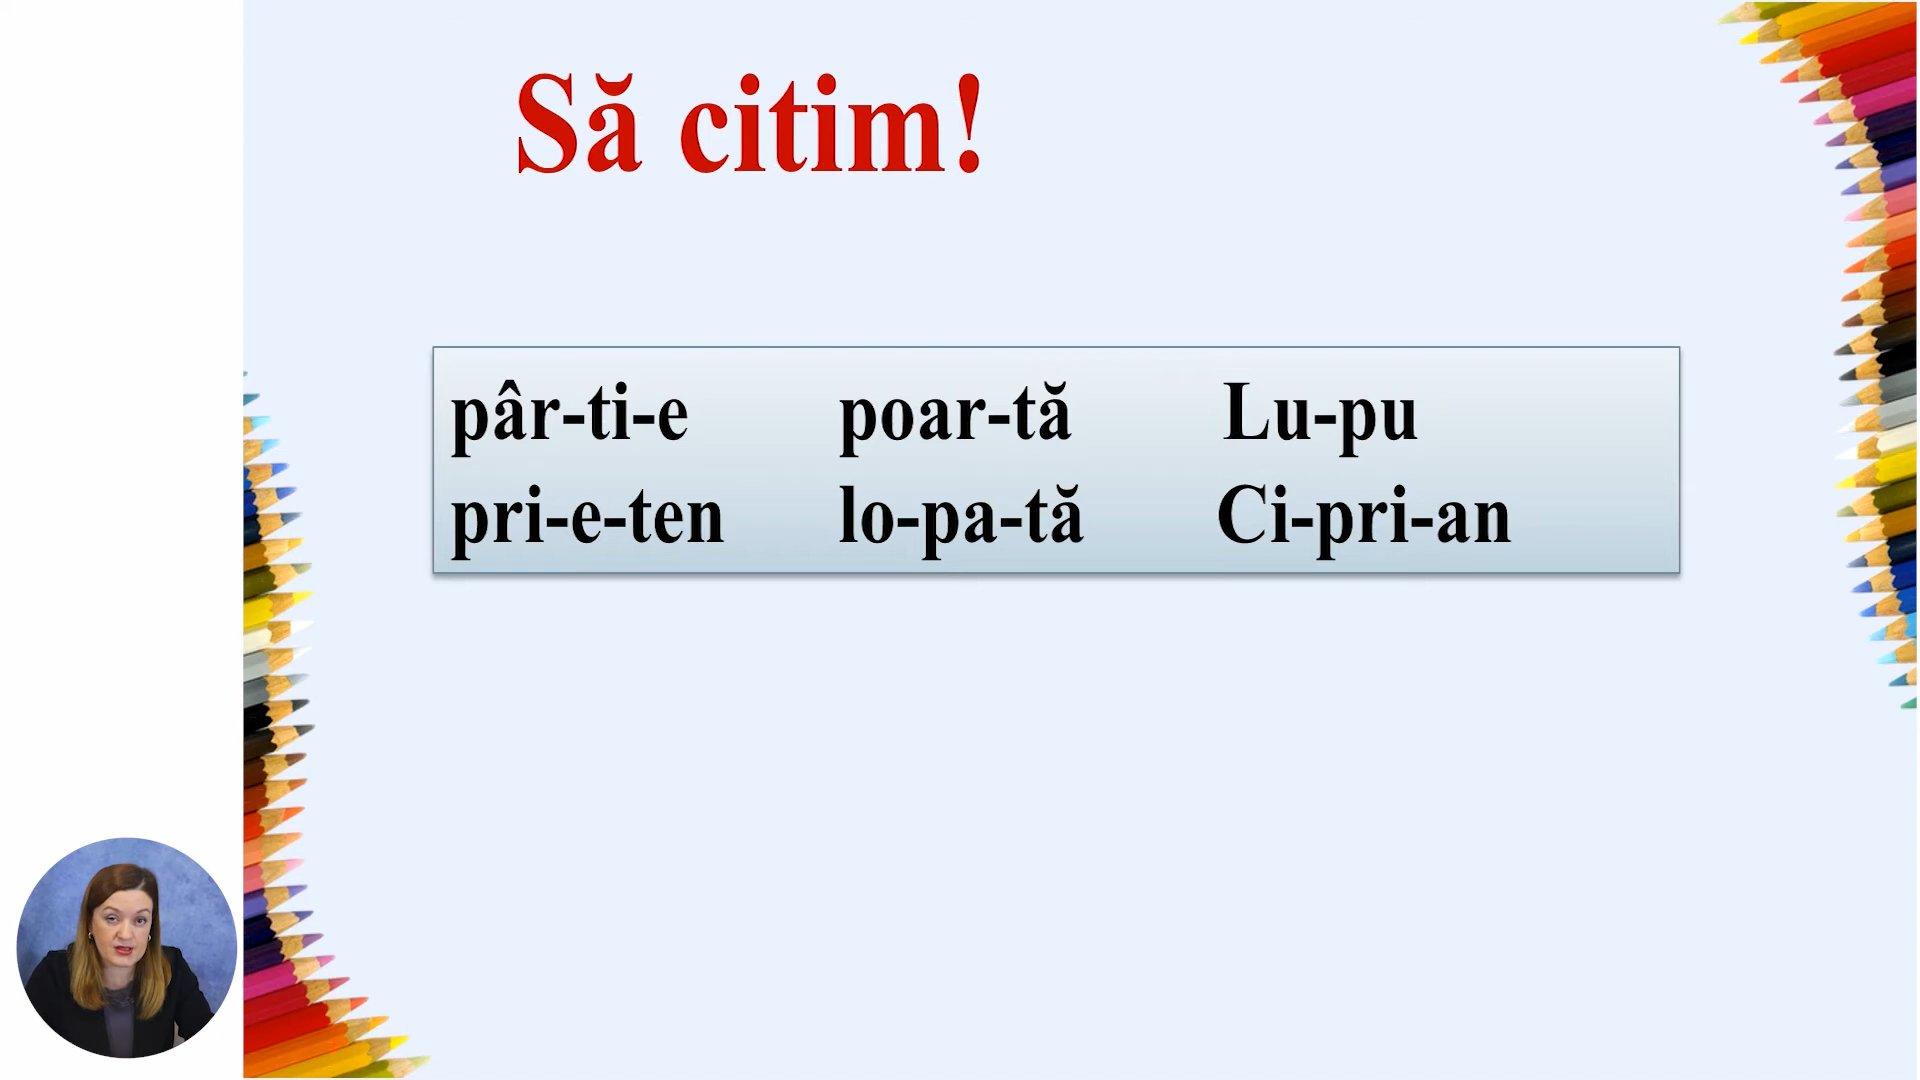 Să citim!
pâr-ti-e poar-tă Lu-pu
pri-e-ten lo-pa-tă Ci-pri-an